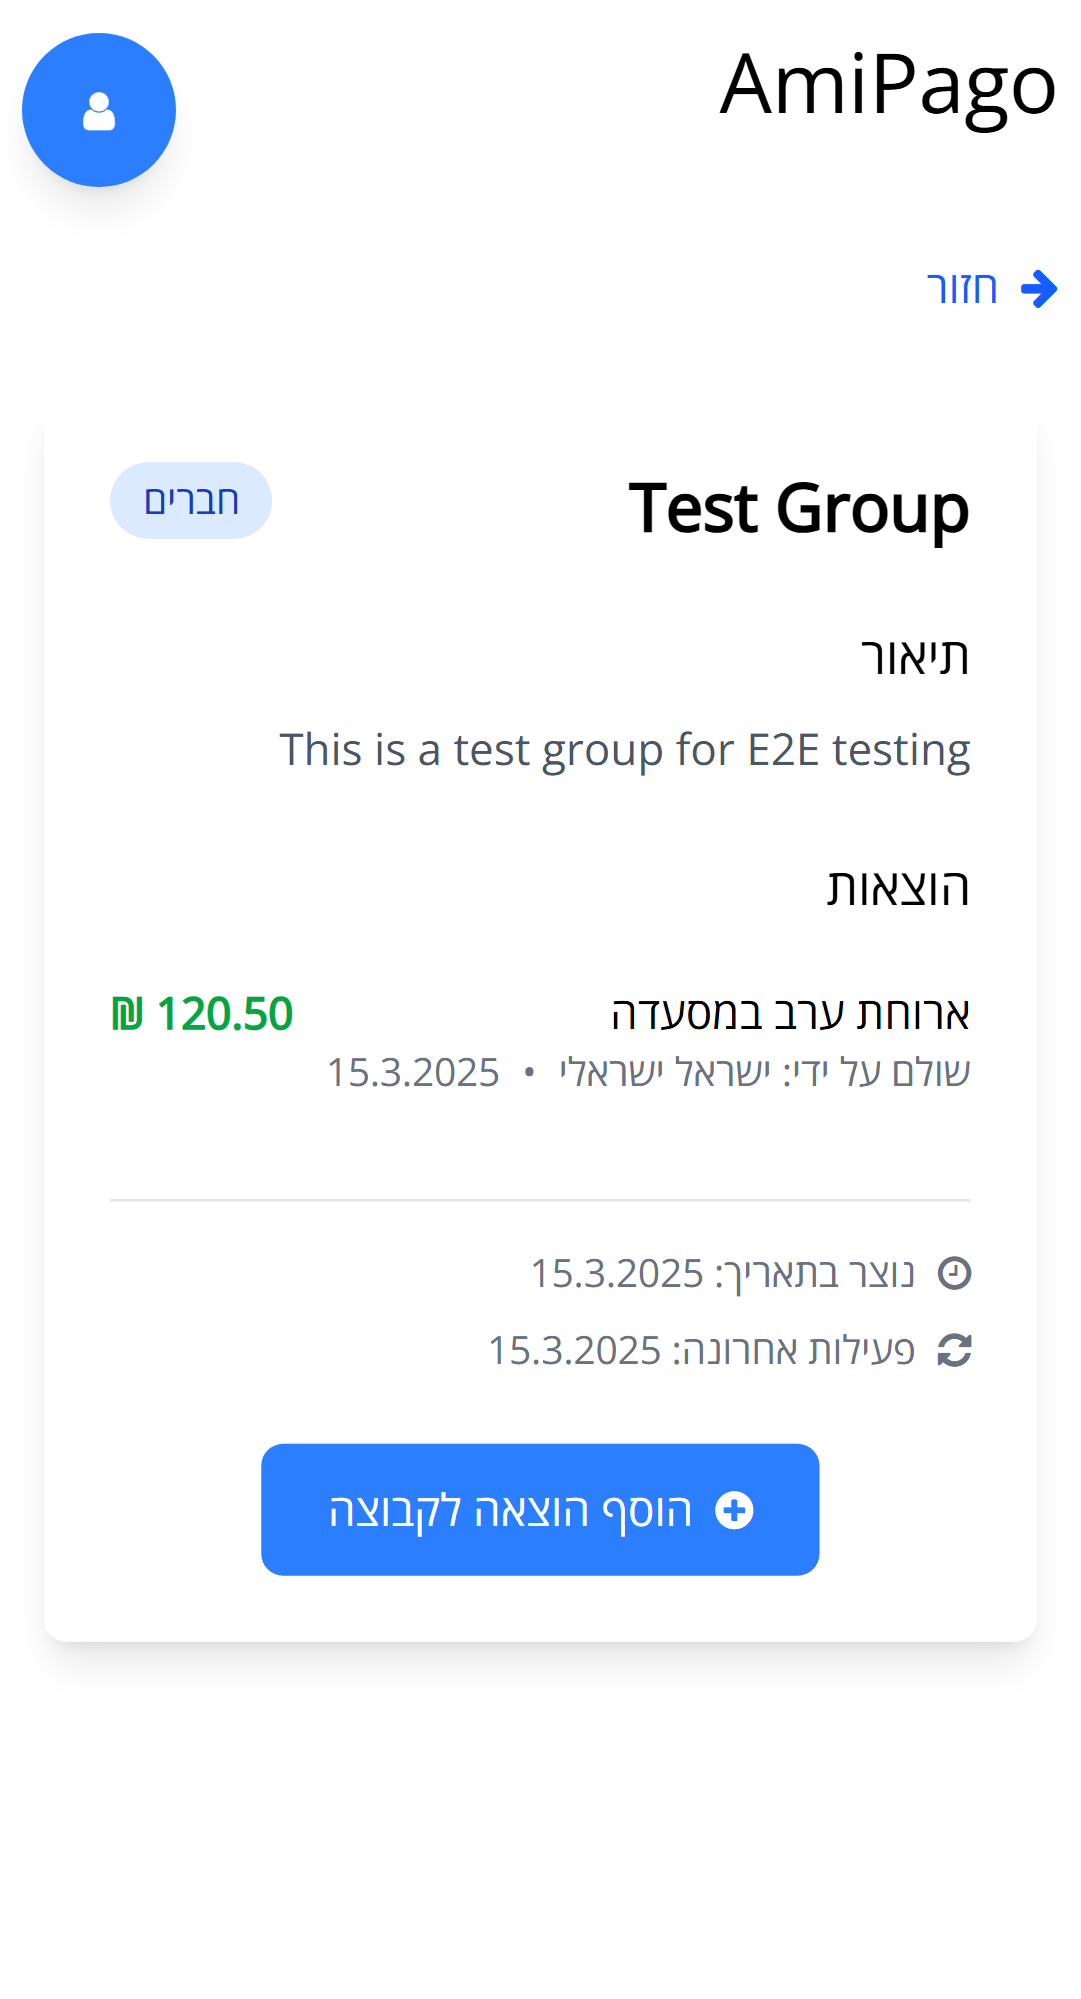 AmiPago
חזור
Test Group
חברים
תיאור
This is a test group for E2E testing
הוצאות
ארוחת ערב במסעדה
120.50 ₪
שולם על ידי: ישראל ישראלי • 15.3.2025
נוצר בתאריך: 15.3.2025
פעילות אחרונה: 15.3.2025
הוסף הוצאה לקבוצה